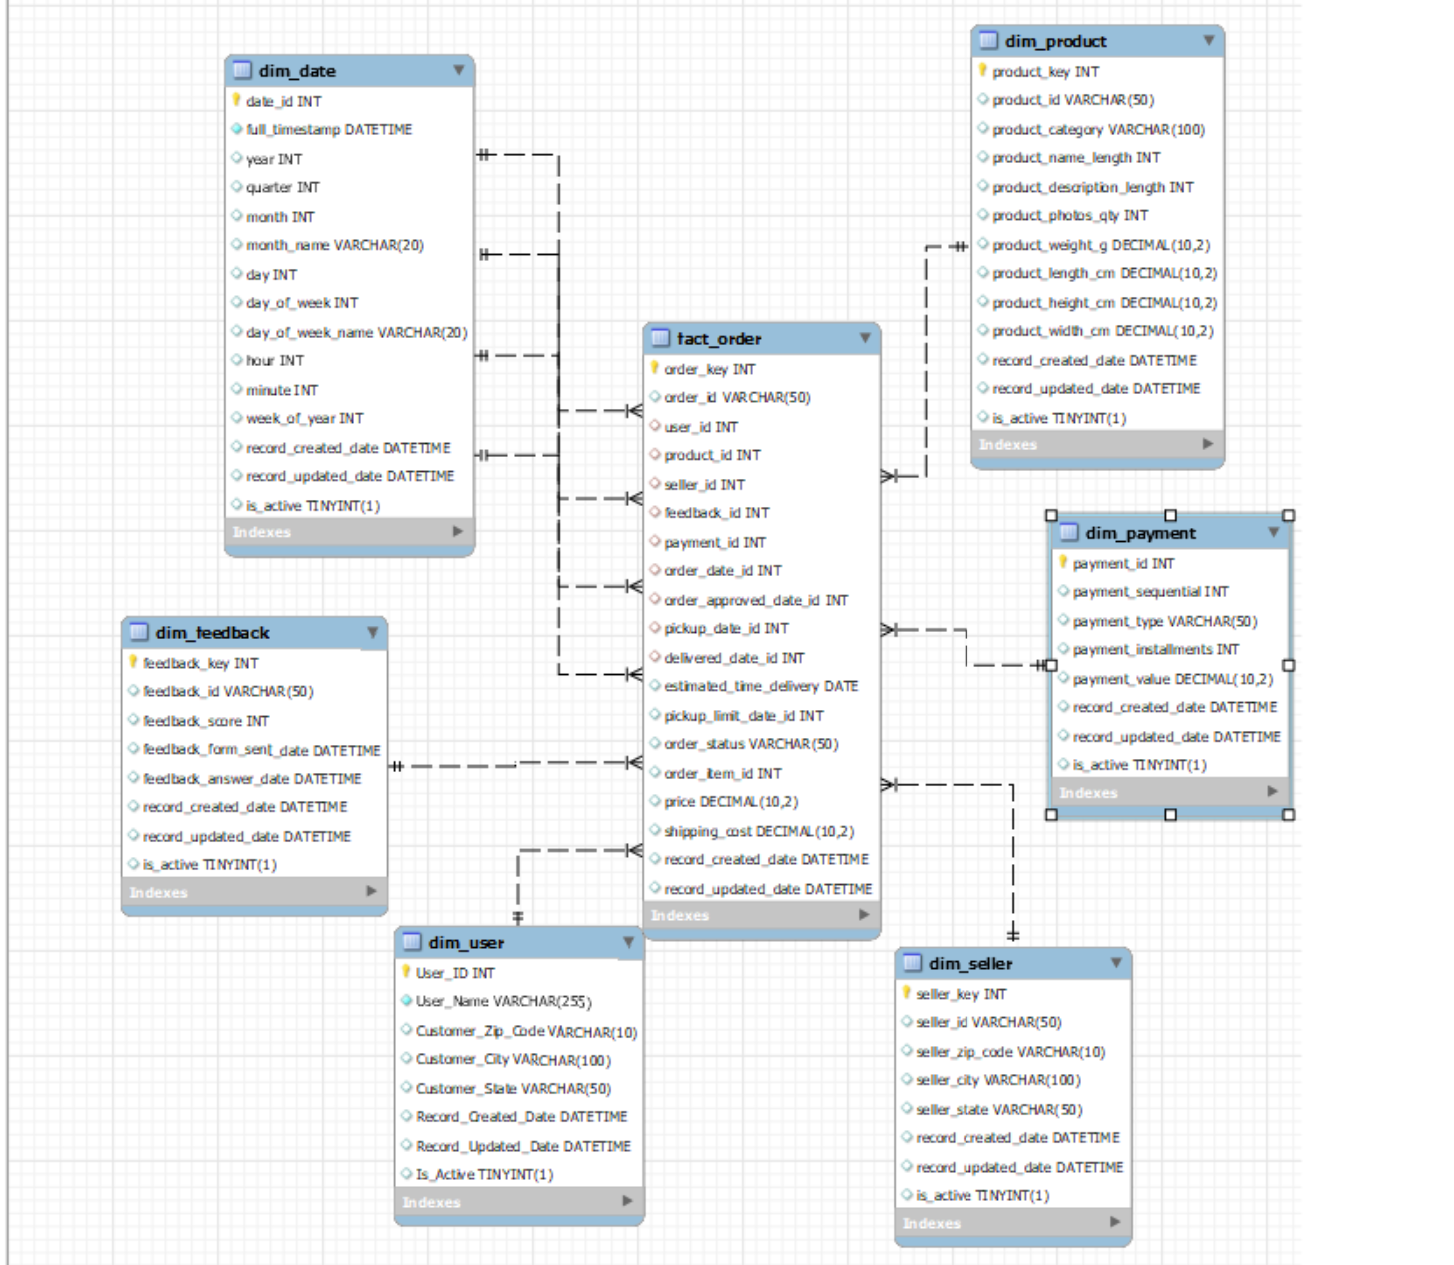 dim_date
date_id INT
full_timestamp DATETIME
year INT
quarter INT
month INT
month_name VARCHAR(20)
day INT
day_of_week INT
day_of_week_name VARCHAR(20)
hour INT
minute INT
week_of_year INT
record_created_date DATETIME
record_updated_date DATETIME
is_active TINYINT(1)
Indexes
dim_product
product_key INT
product_id VARCHAR(50)
product_category VARCHAR(100)
product_name_length INT
product_description_length INT
product_photos_qty INT
product_weight_g DECIMAL(10,2)
product_length_cm DECIMAL(10,2)
product_height_cm DECIMAL(10,2)
product_width_cm DECIMAL(10,2)
record_created_date DATETIME
record_updated_date DATETIME
is_active TINYINT(1)
Indexes
fact_order
order_key INT
order_id VARCHAR(50)
user_id INT
product_id INT
seller_id INT
feedback_id INT
payment_id INT
order_date_id INT
order_approved_date_id INT
pickup_date_id INT
delivered_date_id INT
estimated_time_delivery DATE
pickup_limit_date_id INT
order_status VARCHAR(50)
order_item_id INT
price DECIMAL(10,2)
shipping_cost DECIMAL(10,2)
record_created_date DATETIME
record_updated_date DATETIME
Indexes
dim_payment
payment_id INT
payment_sequential INT
payment_type VARCHAR(50)
payment_installments INT
payment_value DECIMAL(10,2)
record_created_date DATETIME
record_updated_date DATETIME
is_active TINYINT(1)
Indexes
dim_feedback
feedback_key INT
feedback_id VARCHAR(50)
feedback_score INT
feedback_form_sent_date DATETIME
feedback_answer_date DATETIME
record_created_date DATETIME
record_updated_date DATETIME
is_active TINYINT(1)
Indexes
dim_user
User_ID INT
User_Name VARCHAR(255)
Customer_Zip_Code VARCHAR(10)
Customer_City VARCHAR(100)
Customer_State VARCHAR(50)
Record_Created_Date DATETIME
Record_Updated_Date DATETIME
Is_Active TINYINT(1)
Indexes
dim_seller
seller_key INT
seller_id VARCHAR(50)
seller_zip_code VARCHAR(10)
seller_city VARCHAR(100)
seller_state VARCHAR(50)
record_created_date DATETIME
record_updated_date DATETIME
is_active TINYINT(1)
Indexes